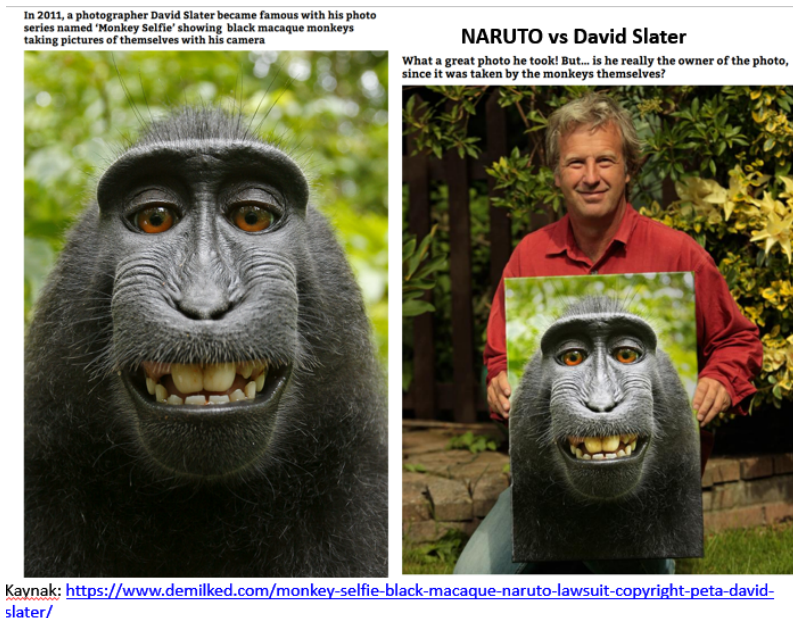 In 2011, a photographer David Slater became famous with his photo
series named ‘Monkey Selfie’ showing  black macaque monkeys
taking pictures of themselves with his camera
NARUTO vs David Slater
What a great photo he took! But... is he really the owner of the photo,
since it was taken by the monkeys themselves?
Kaynak: https://www.demilked.com/monkey-selfie-black-macaque-naruto-lawsuit-copyright-peta-david-
slater/